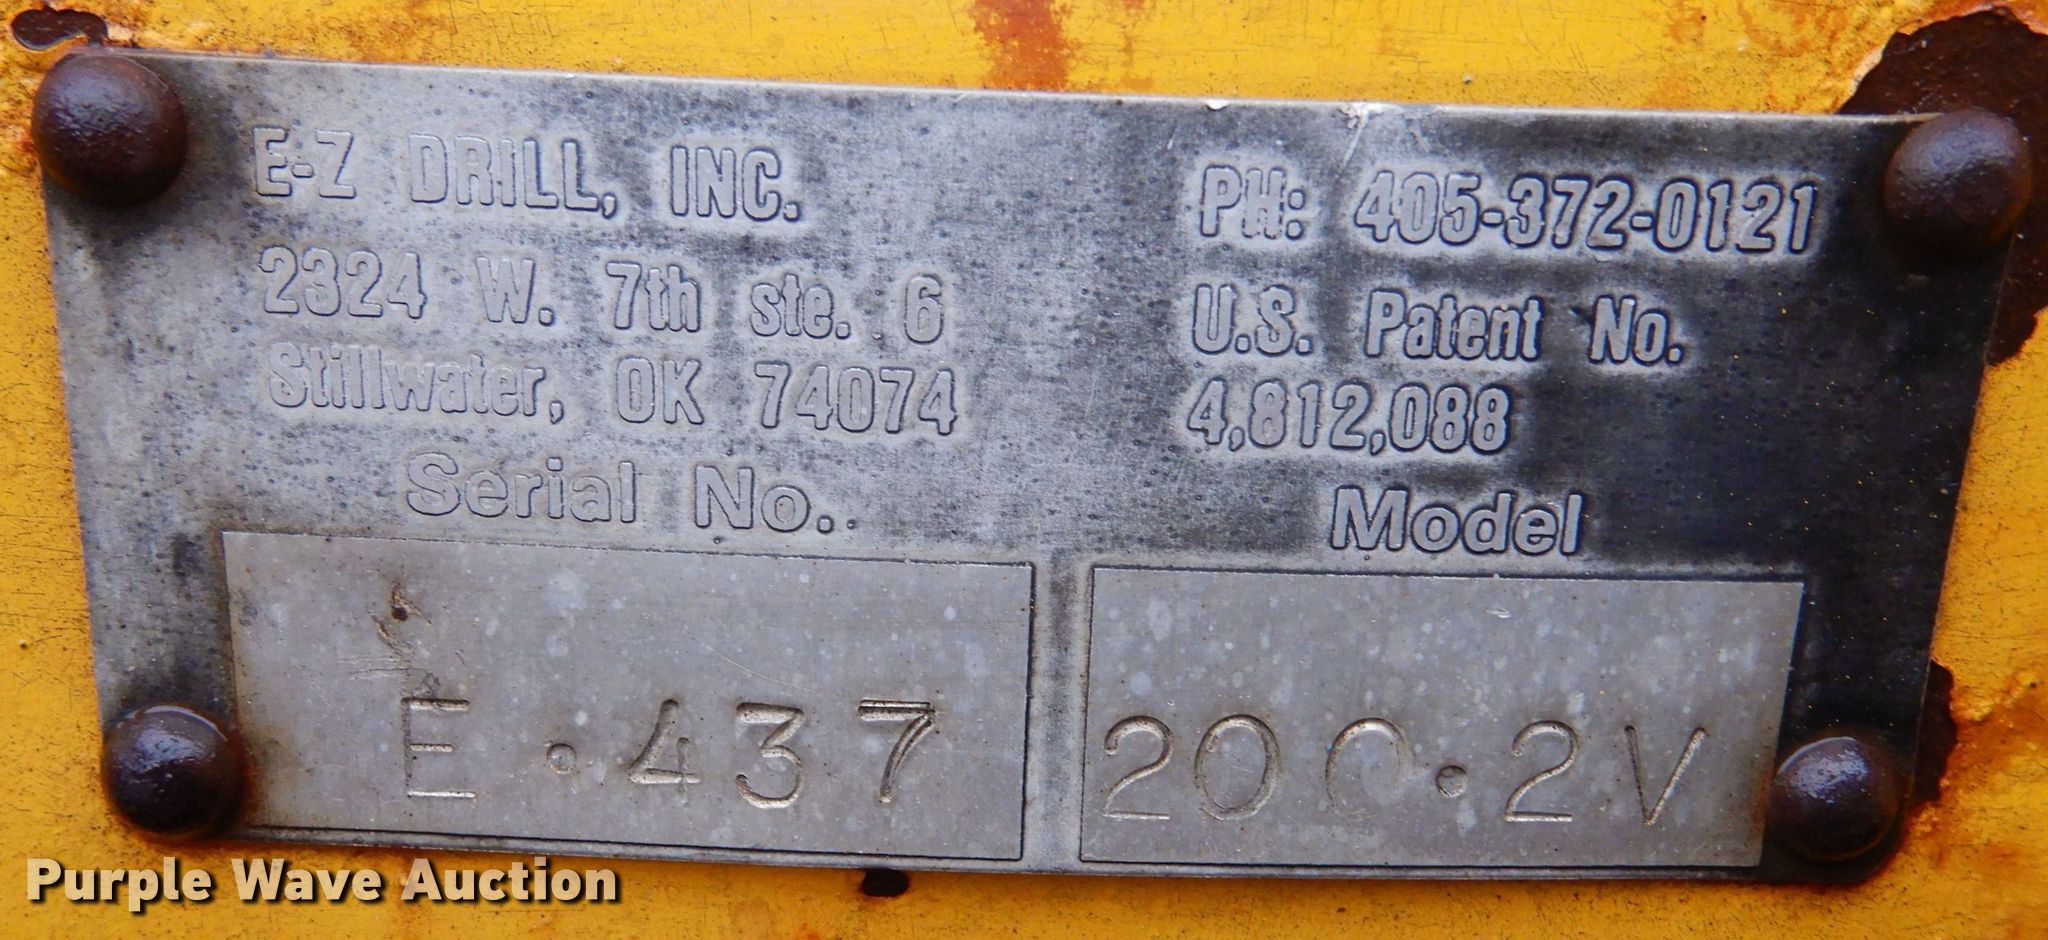 E-Z DRILL, INC.
2324 W. 7th ste. 6
Stillwater, OK 74074
PH: 405-372-0121
U.S. Patent No.
4,812,088
Serial No.
E·437
Model
200·2V
Purple Wave Auction